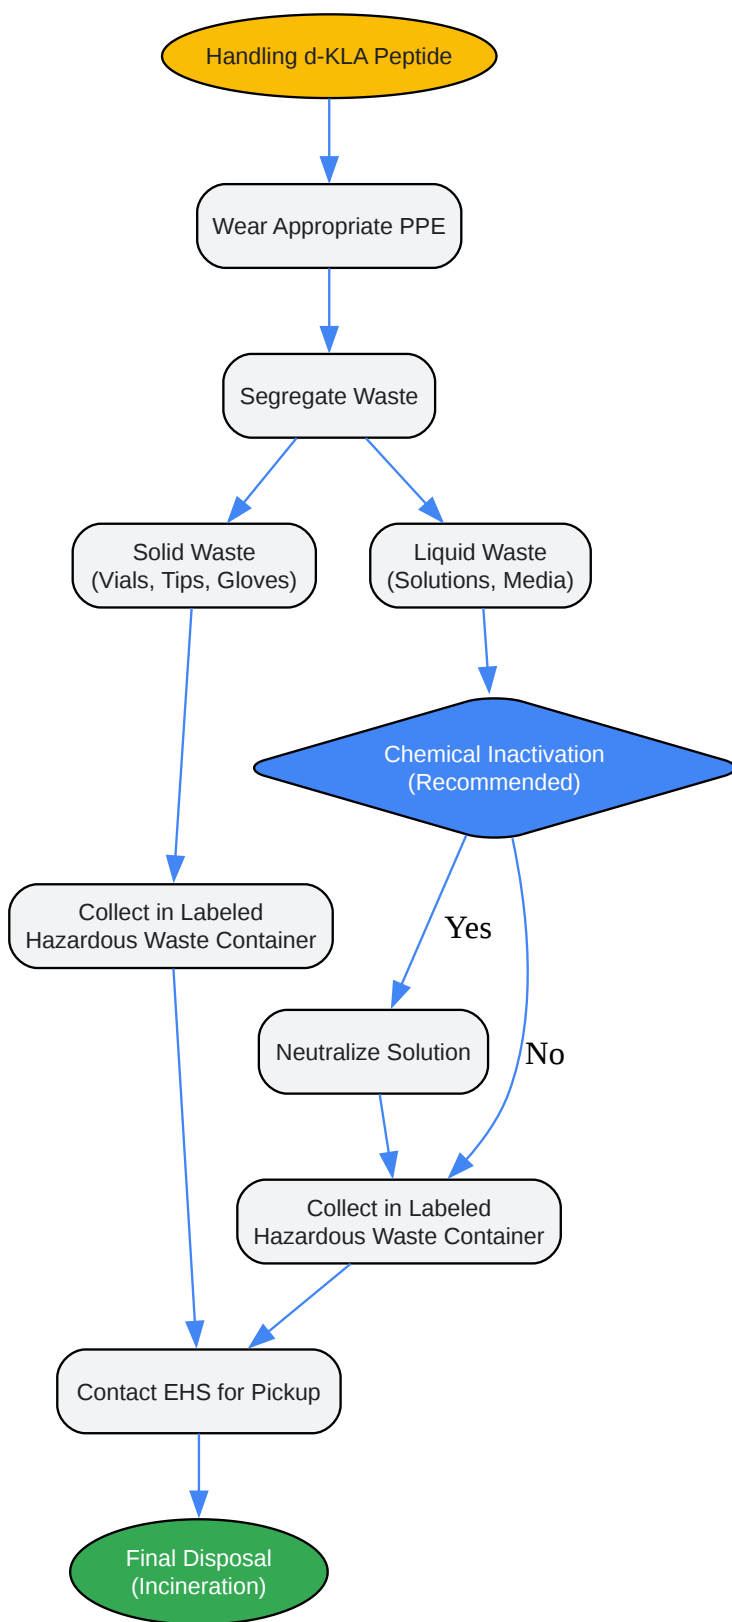 Handling d-KLA Peptide
Wear Appropriate PPE
Segregate Waste
Solid Waste
(Vials, Tips, Gloves)
Liquid Waste
(Solutions, Media)
Chemical Inactivation
(Recommended)
Collect in Labeled
Hazardous Waste Container
Yes
Neutralize Solution
No
Collect in Labeled
Hazardous Waste Container
Contact EHS for Pickup
Final Disposal
(Incineration)